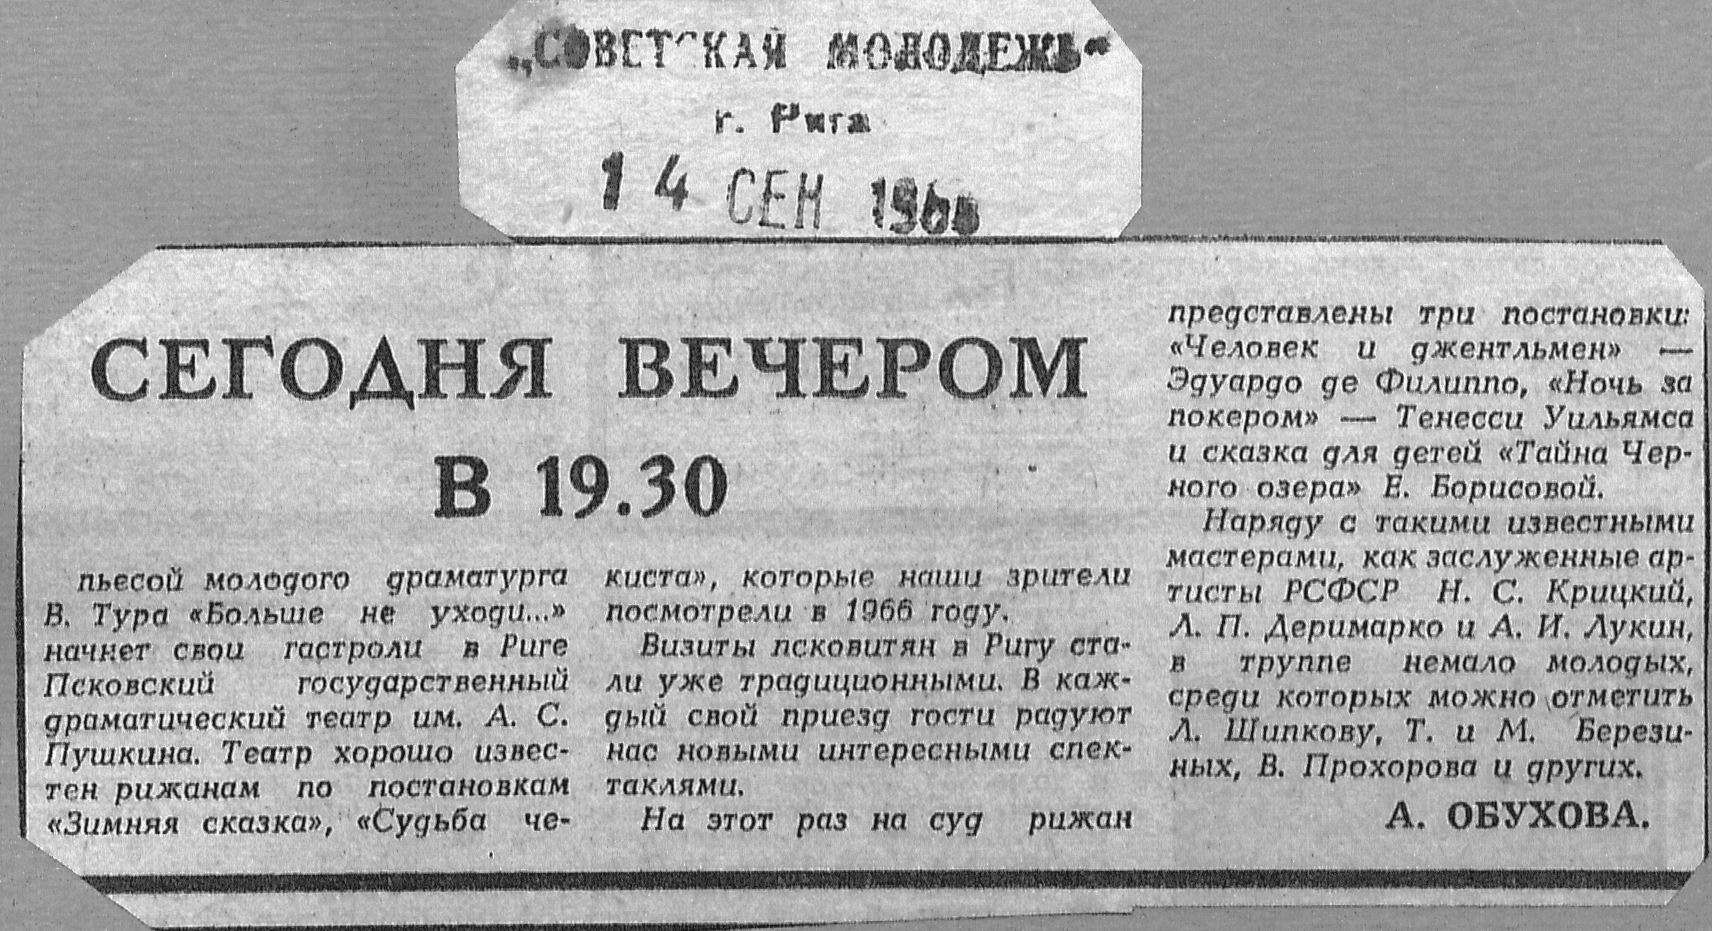 „СОВЕТСКАЯ МОЛОДЕЖЬ“
г. Рига
14 СЕН
СЕГОДНЯ ВЕЧЕРОМ
В 19.30
пьесой молодого драматурга
В. Тура «Больше не уходи...»
начнет свои гастроли в Риге
Псковский государственный
драматический театр им. А. С.
Пушкина. Театр хорошо извес-
тен рижанам по постановкам
«Зимняя сказка», «Судьба че-
киста», которые наши зрители
посмотрели в 1966 году.
Визиты псковитян в Ригу ста-
ли уже традиционными. В каж-
дый свой приезд гости радуют
нас новыми интересными спек-
таклями.
На этот раз на суд рижан
представлены три постановки:
«Человек и джентльмен» —
Эдуардо де Филиппо, «Ночь за
покером» — Тенесси Уильямса
и сказка для детей «Тайна Чер-
ного озера» Е. Борисовой.
Наряду с такими известными
мастерами, как заслуженные ар-
тисты РСФСР Н. С. Крицкий,
Л. П. Деримарко и А. И. Лукин,
в труппе немало молодых,
среди которых можно отметить
Л. Шипкову, Т. и М. Берези-
ных, В. Прохорова и других.
А. ОБУХОВА.